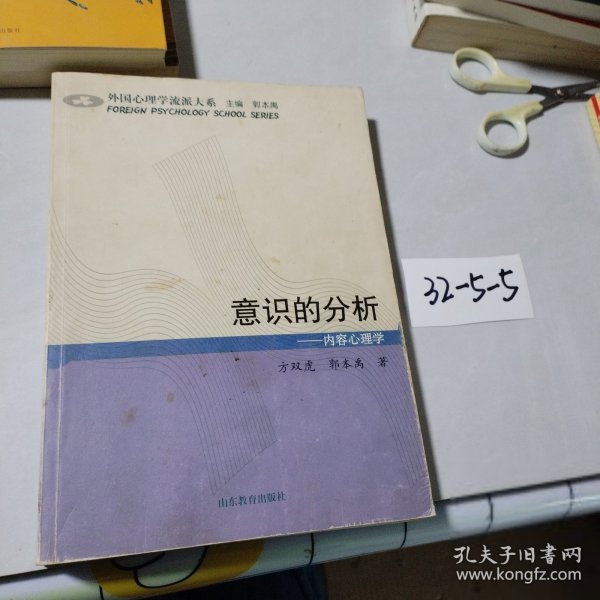 外国心理学流派大系 主编 郭本禹
FOREIGN PSYCHOLOGY SCHOOL SERIES
意识的分析
——内容心理学
方双虎 郭本禹 著
山东教育出版社
32-5-5
孔夫子旧书网
www.kongfz.com